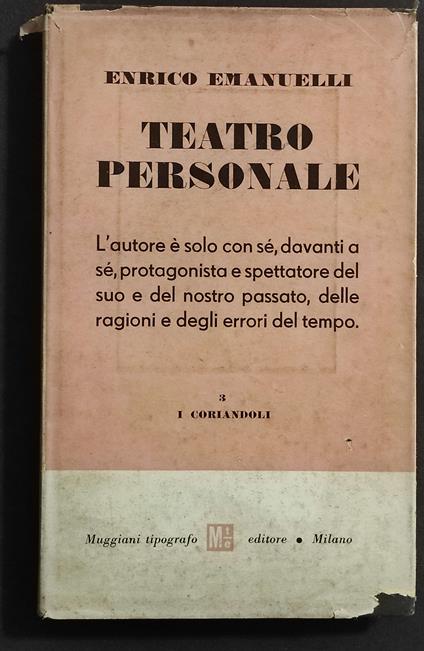 ENRICO EMANUELLI
TEATRO
PERSONALE
L'autore è solo con sé, davanti a
sé, protagonista e spettatore del
suo e del nostro passato, delle
ragioni e degli errori del tempo.
3
I CORIANDOLI
Muggiani tipografo Mt/e editore • Milano